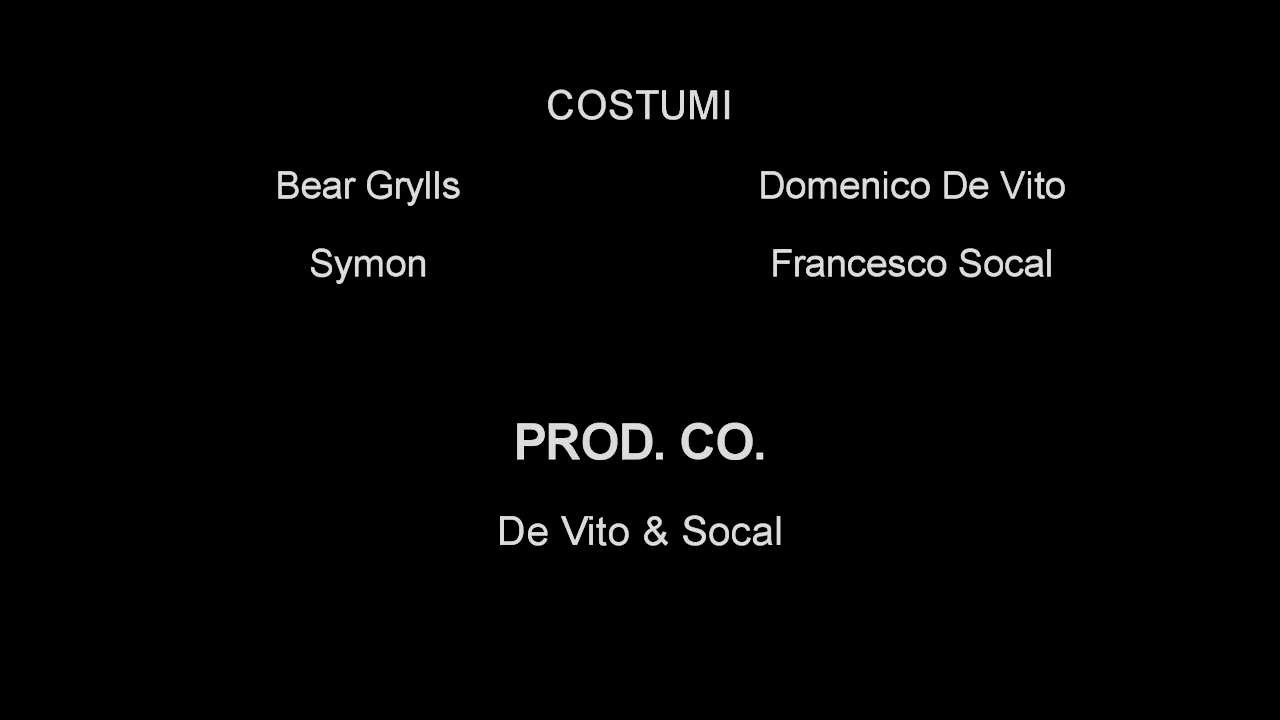 COSTUMI
Bear Grylls Domenico De Vito
Symon Francesco Socal
PROD. CO.
De Vito & Socal